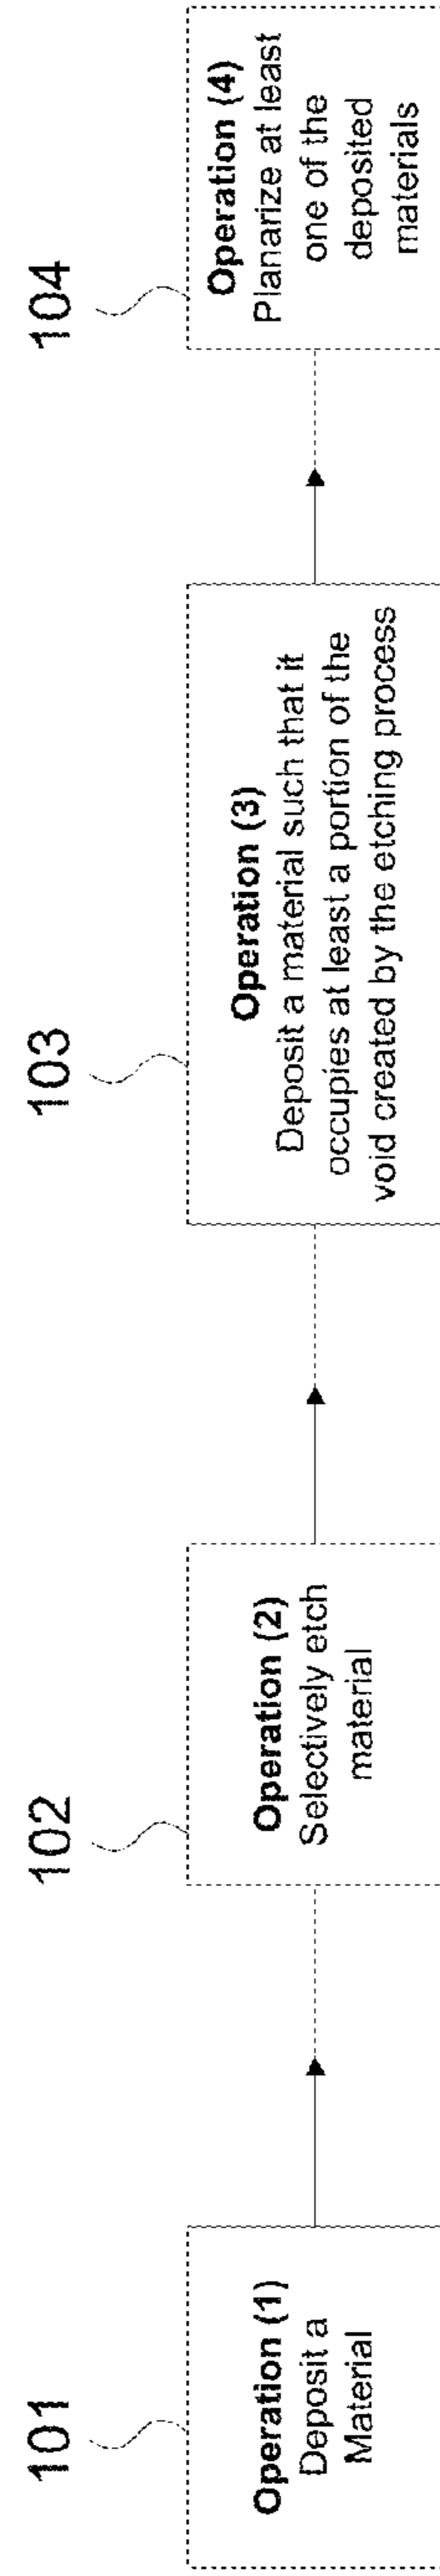 101
Operation (1)
Deposit a
Material
102
Operation (2)
Selectively etch
material
103
Operation (3)
Deposit a material such that it
occupies at least a portion of the
void created by the etching process
104
Operation (4)
Planarize at least
one of the
deposited
materials